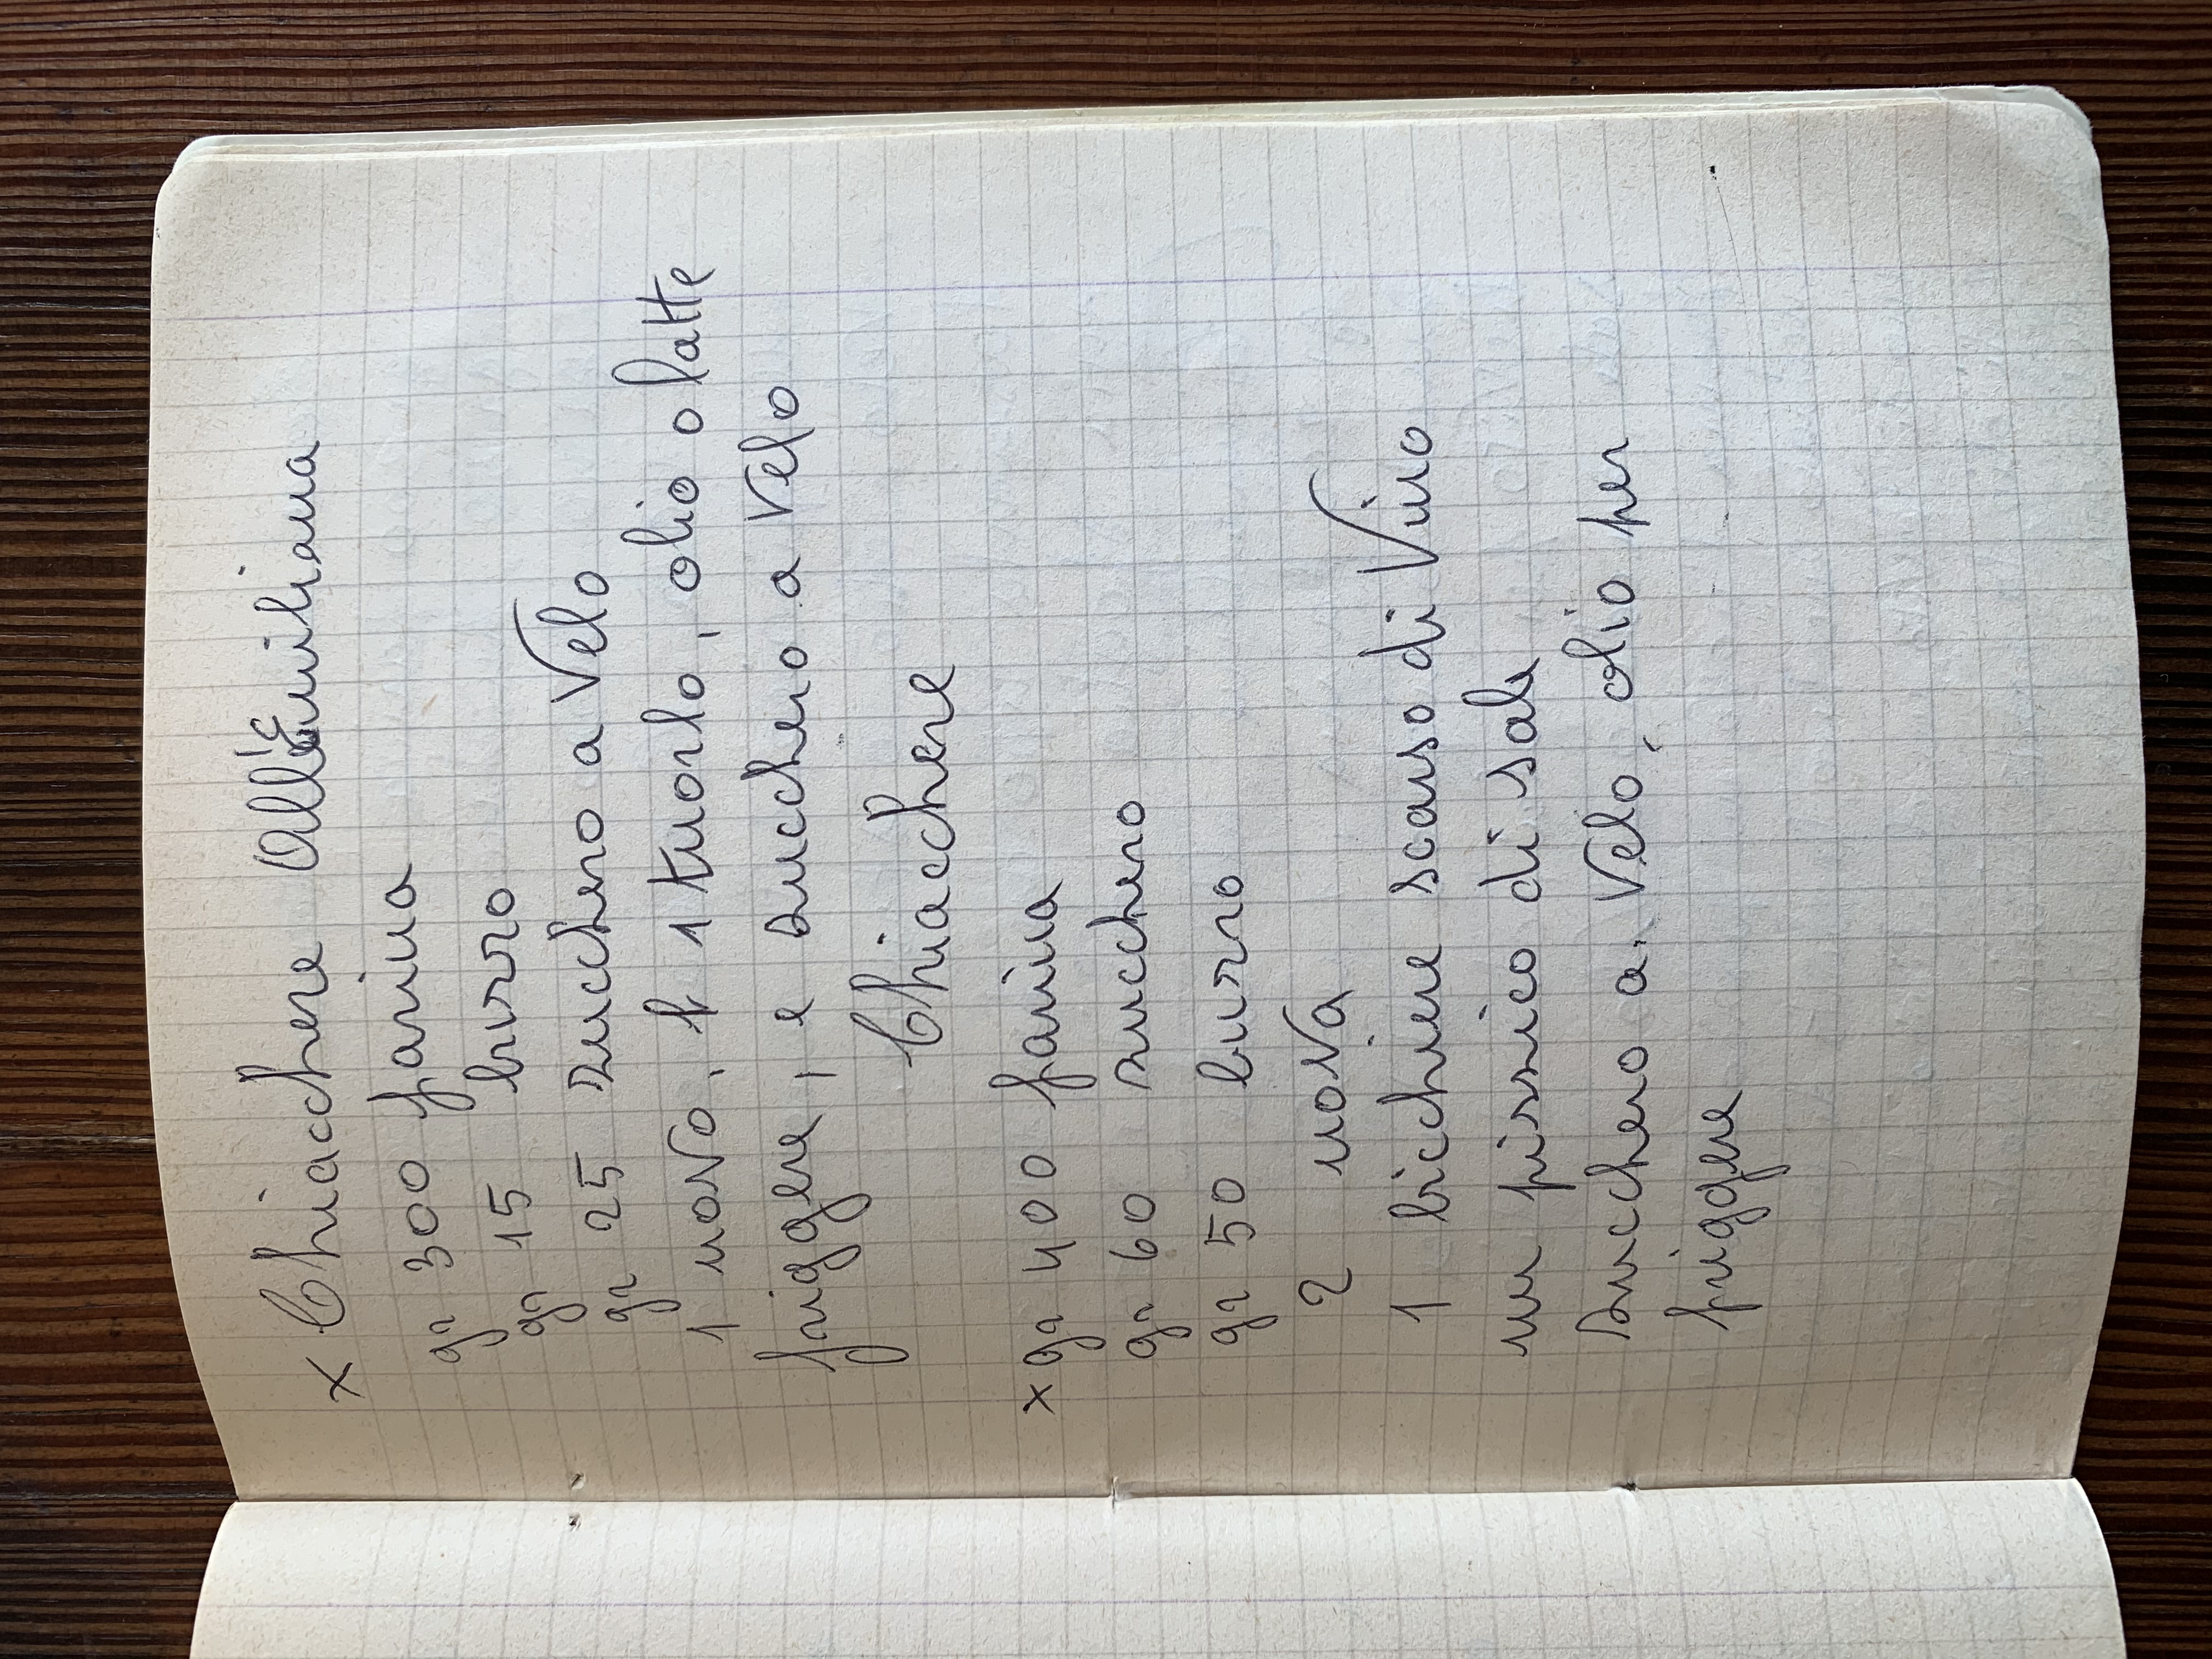 x Chiacchere All'Emiliana
gr 300 farina
gr 15 burro
gr 25 zucchero a Velo
1 uovo, 1 tuorlo, olio o latte
friggere, e zucchero a Velo
Chiacchere
x gr 400 farina
gr 60 zucchero
gr 50 burro
2 uova
1 bicchiere scarso di Vino
un pizzico di sale
zucchero a. Velo, olio per
friggere